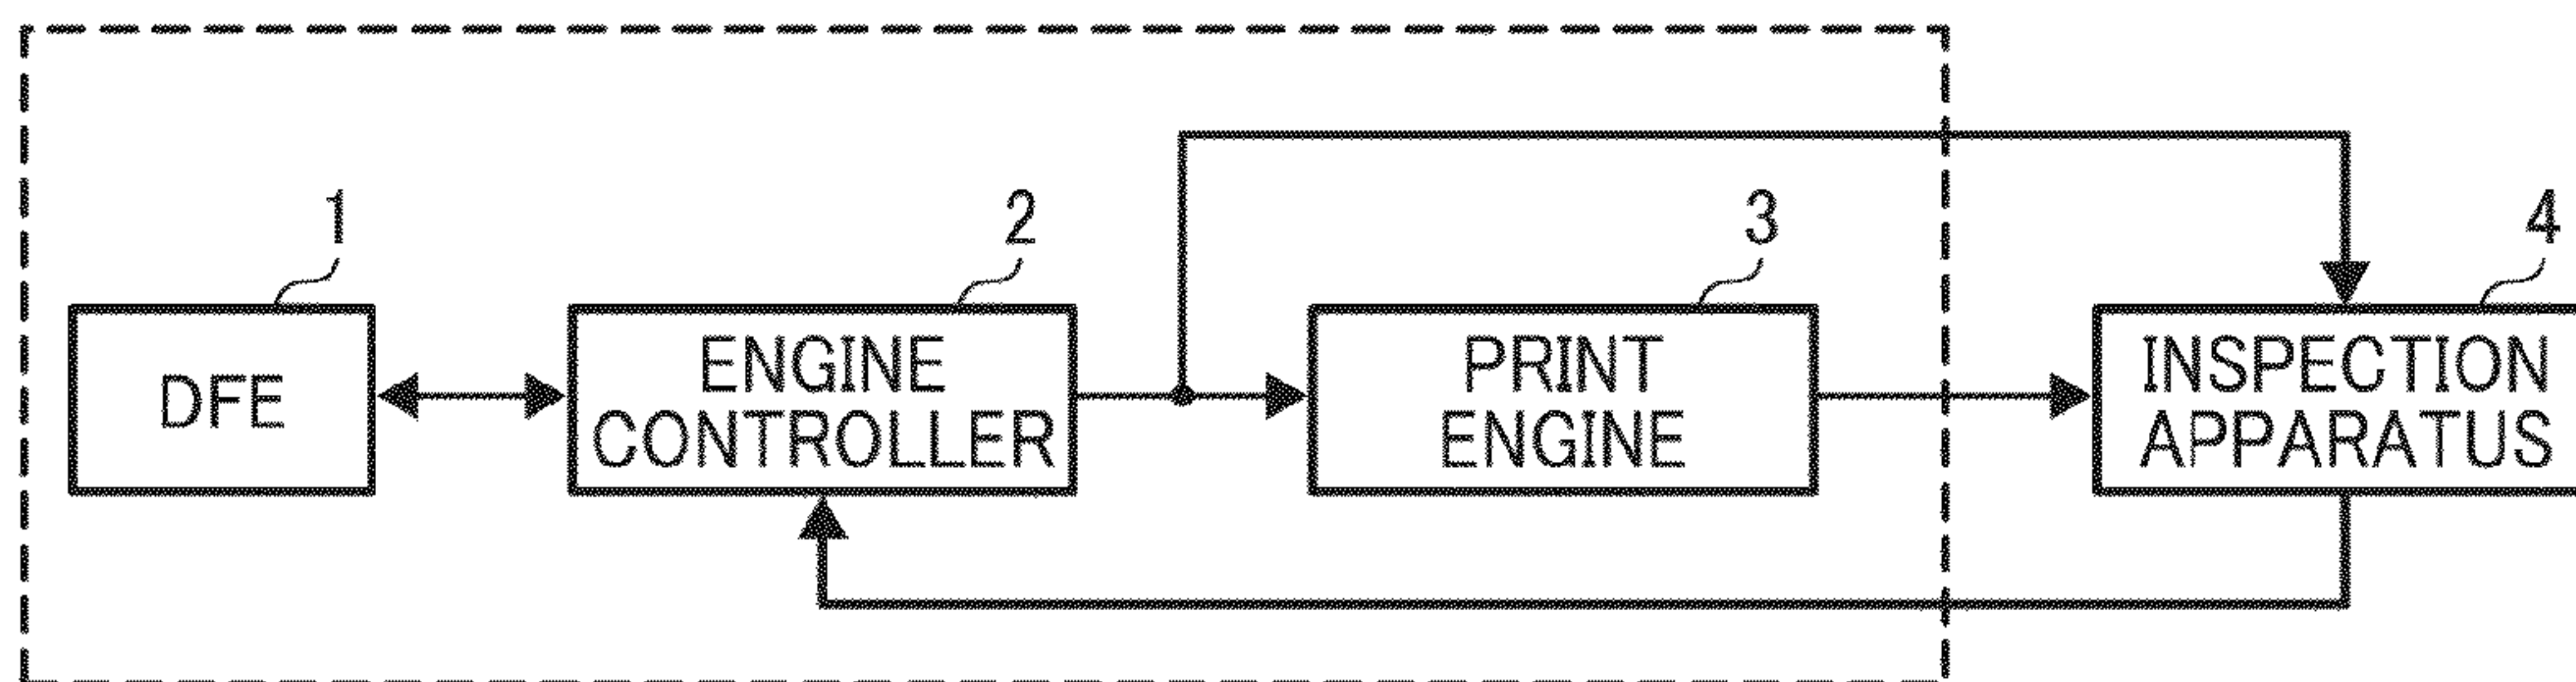 1
2
3
4
DFE
ENGINE
CONTROLLER
PRINT
ENGINE
INSPECTION
APPARATUS